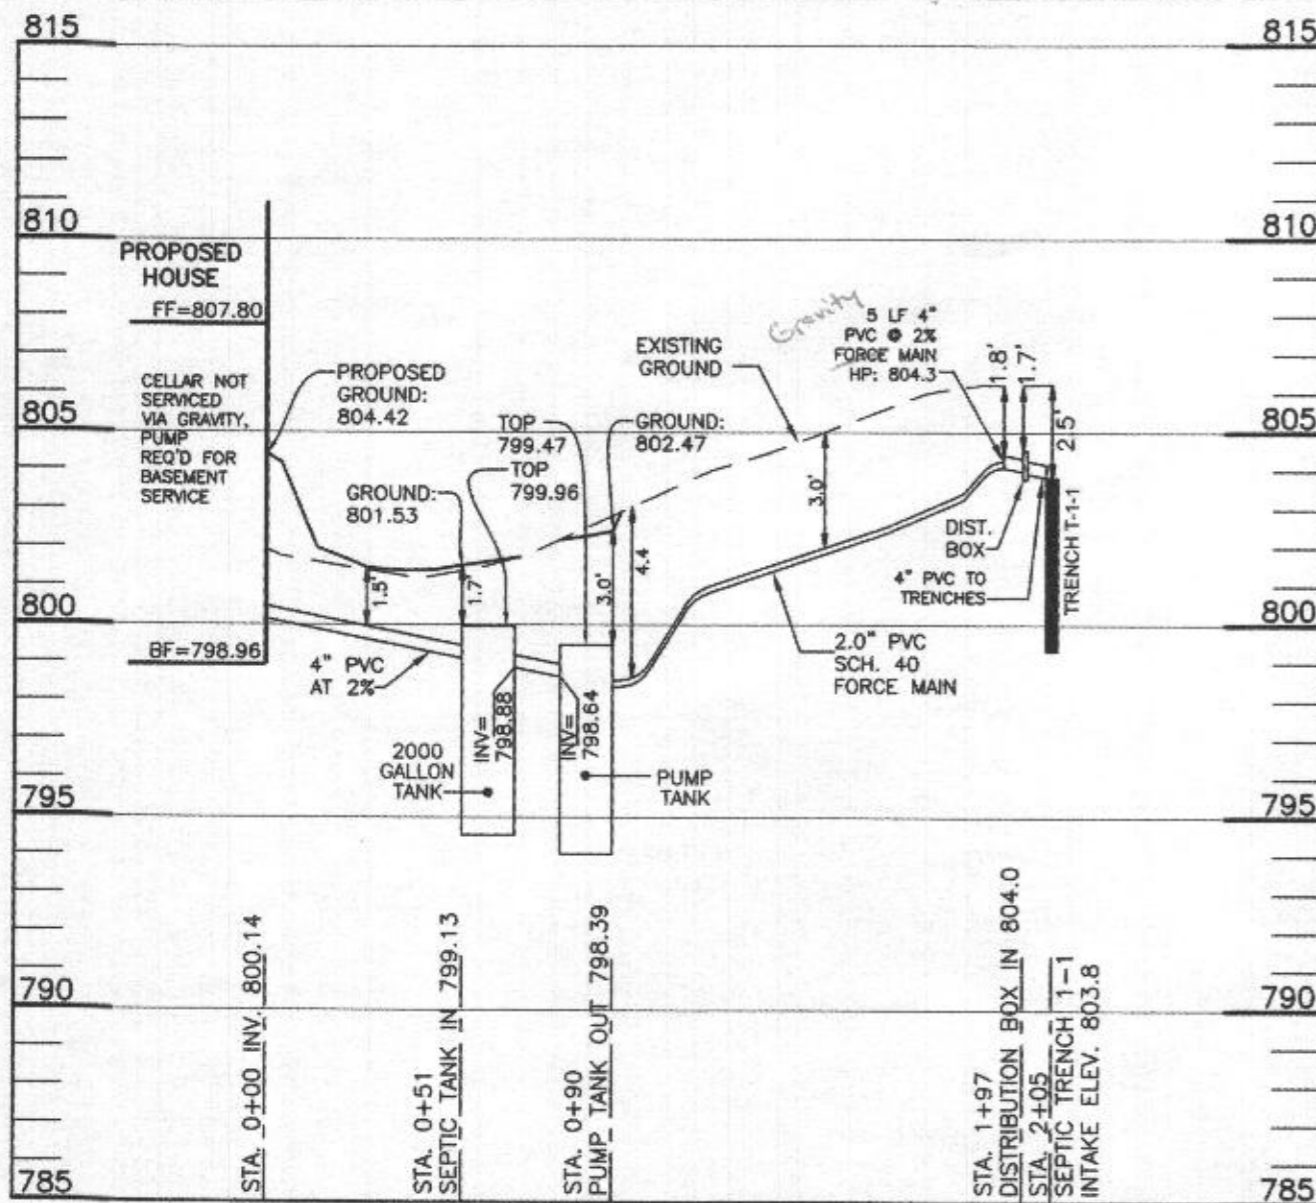 815
815
810
810
PROPOSED
HOUSE
FF=807.80
CELLAR NOT
SERVICED
VIA GRAVITY,
PUMP
REQ'D FOR
BASEMENT
SERVICE
PROPOSED
GROUND:
804.42
EXISTING
GROUND
Gravity
5 LF 4"
PVC @ 2%
FORCE MAIN
HP: 804.3
1.8'
1.7'
2.5'
805
805
TOP
799.47
TOP
799.96
GROUND:
802.47
GROUND:
801.53
1.5'
1.7'
3.0'
4.4
3.0'
DIST.
BOX
4" PVC TO
TRENCHES
TRENCH T-1-1
800
800
BF=798.96
4" PVC
AT 2%
2.0" PVC
SCH. 40
FORCE MAIN
INV=
798.88
INV=
798.64
2000
GALLON
TANK
PUMP
TANK
795
795
790
790
785
785
STA. 0+00 INV. 800.14
STA. 0+51
SEPTIC TANK IN 799.13
STA. 0+90
PUMP TANK OUT 798.39
STA. 1+97
DISTRIBUTION BOX IN 804.0
STA. 2+05
SEPTIC TRENCH 1-1
INTAKE ELEV. 803.8